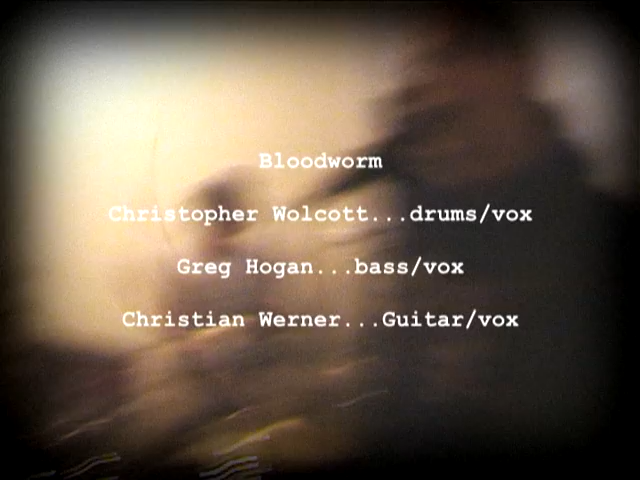 Bloodworm
Christopher Wolcott...drums/vox
Greg Hogan...bass/vox
Christian Werner...Guitar/vox